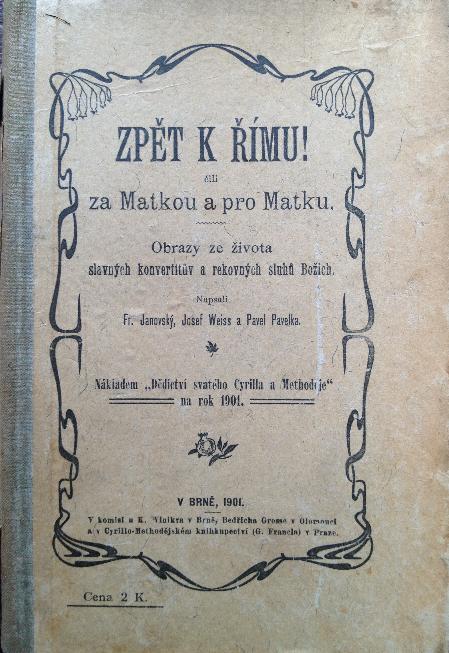 ZPĚT K ŘÍMU!
čili
za Matkou a pro Matku.
Obrazy ze života
slavných konvertitův a rekovných sluhů Božích.
Napsali
Fr. Janovský, Josef Weiss a Pavel Pavelka.
Nákladem „Dědictví svatého Cyrilla a Methoděje“
na rok 1901.
V BRNĚ, 1901.
V komisi u K. Winikra v Brně, Bedřicha Grosse v Olomouci
a v Cyrillo-Methodějském knihkupectví (G. Francla) v Praze.
Cena 2 K.